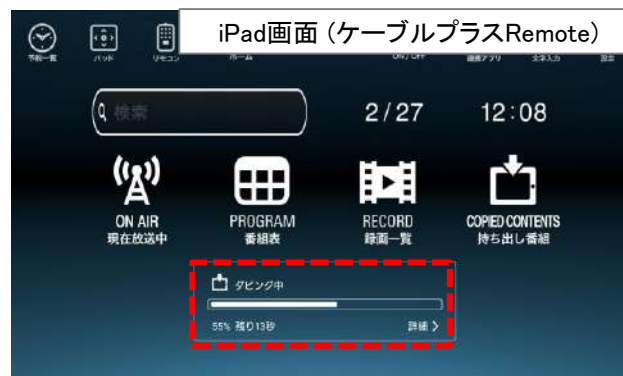 iPad画面 (ケーブルプラスRemote)
予約一覧
パッド
リモコン
ホーム
ON / OFF
録画アプリ
文字入力
設定
検索
2/27
12:08
ON AIR
現在放送中
PROGRAM
番組表
RECORD
録画一覧
COPIED CONTENTS
持ち出し番組
ダビング中
55% 残り13秒
詳細 >